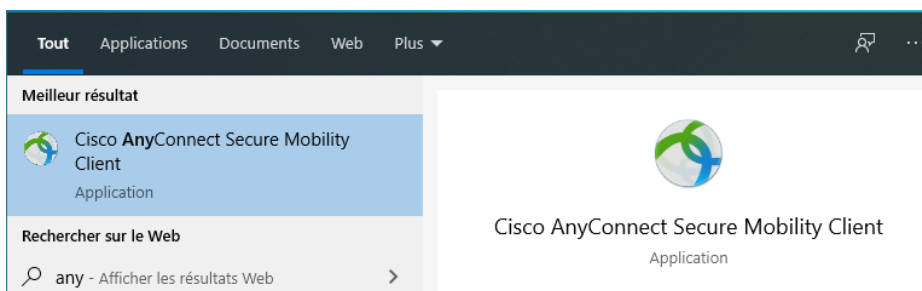 Tout Applications Documents Web Plus
Meilleur résultat
Cisco AnyConnect Secure Mobility
Client
Application
Rechercher sur le Web
any - Afficher les résultats Web
Cisco AnyConnect Secure Mobility Client
Application